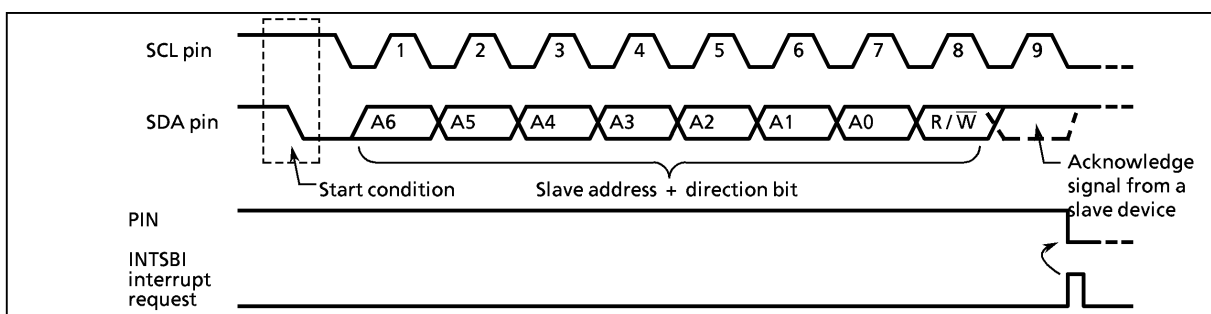 SCL pin
1 2 3 4 5 6 7 8 9
SDA pin
A6 A5 A4 A3 A2 A1 A0 R / W̅
Start condition
Slave address + direction bit
Acknowledge
signal from a
slave device
PIN
INTSBI
interrupt
request